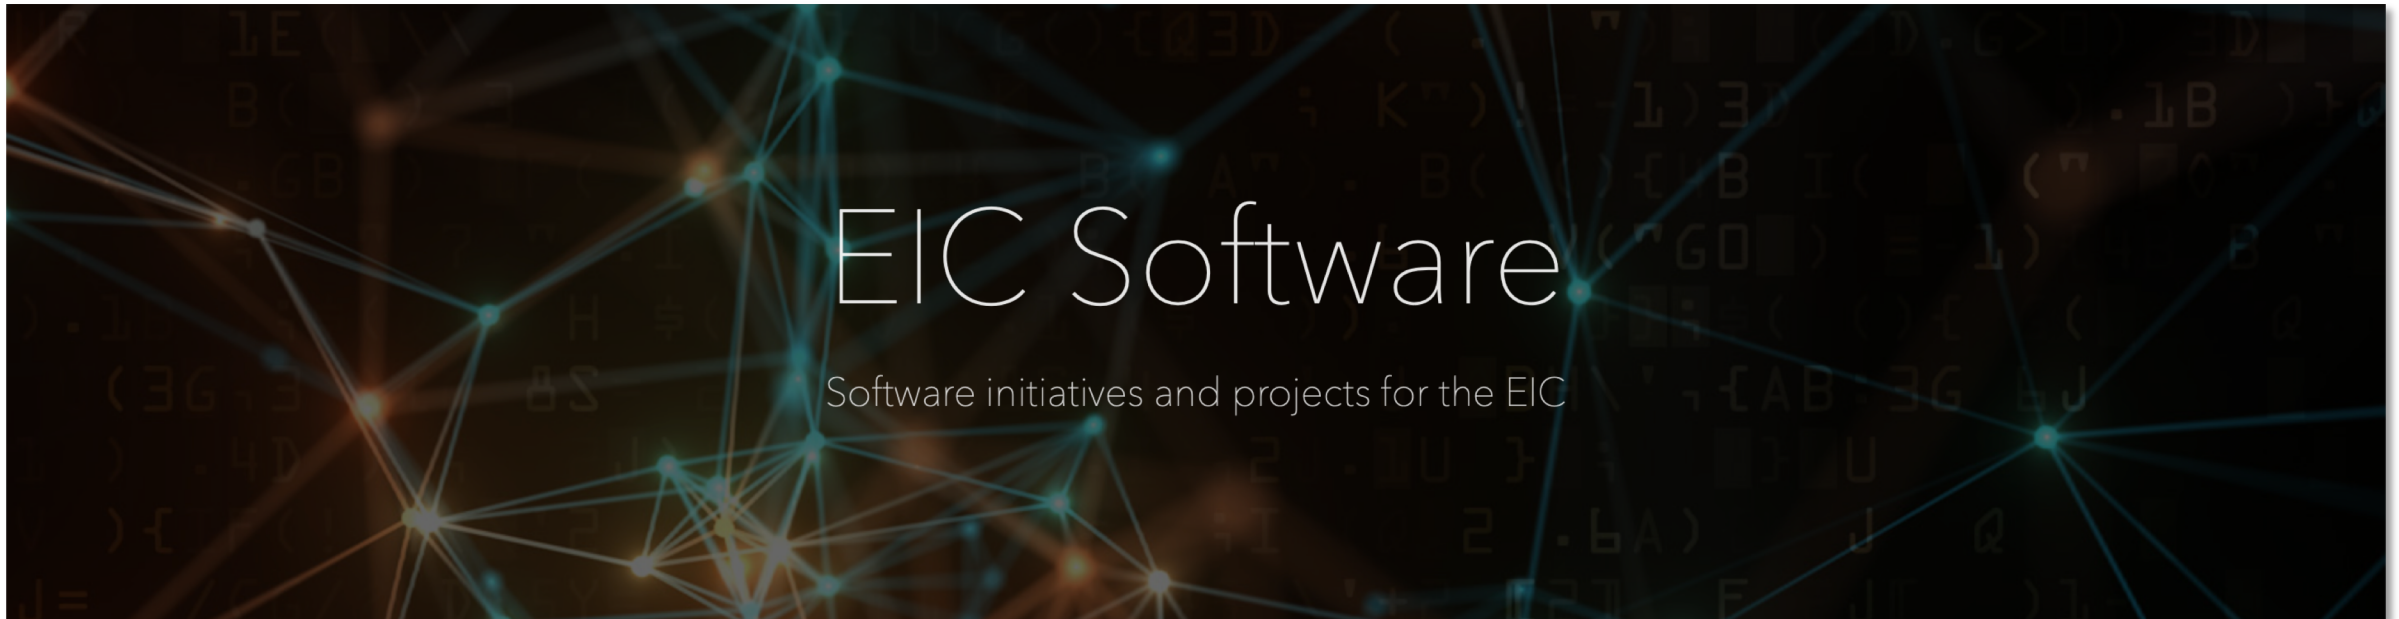 EIC Software
Software initiatives and projects for the EIC